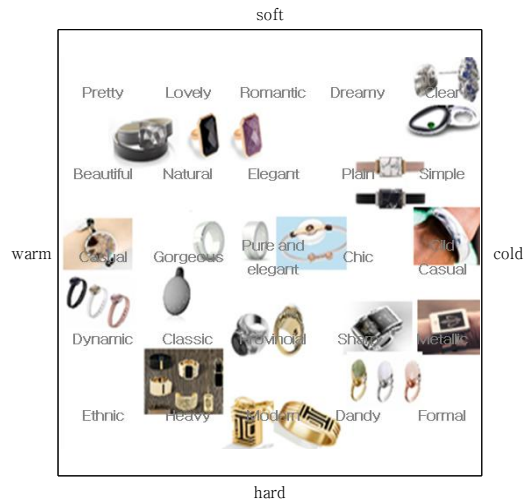 soft
Pretty Lovely Romantic Dreamy Clear
Beautiful Natural Elegant Plain Simple
warm
Casual Gorgeous Pure and elegant Chic Casual
cold
Dynamic Classic Provincial Sharp Metallic
Ethnic Heavy Modern Dandy Formal
hard